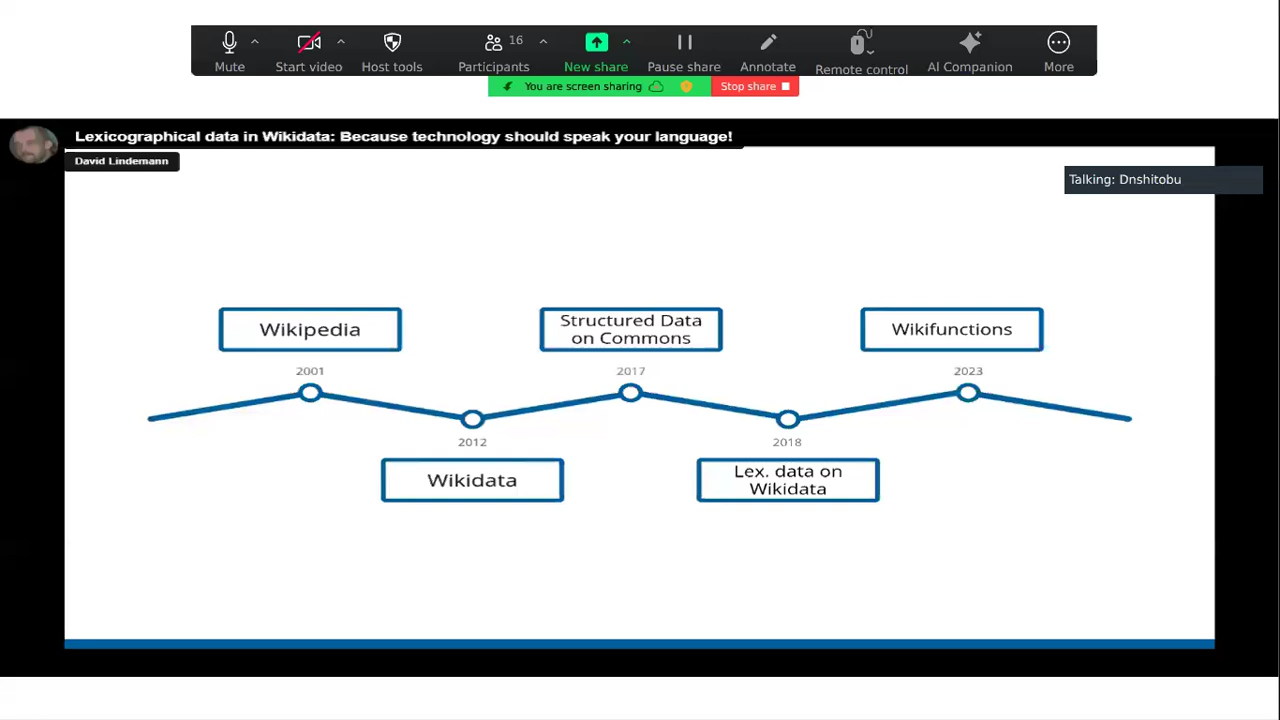 Mute
Start video
Host tools
Participants
16
New share
Pause share
Annotate
Remote control
AI Companion
More
You are screen sharing
Stop share
Lexicographical data in Wikidata: Because technology should speak your language!
David Lindemann
Talking: Dnshitobu
Wikipedia
Structured Data
on Commons
Wikifunctions
2001
2017
2023
2012
2018
Wikidata
Lex. data on
Wikidata